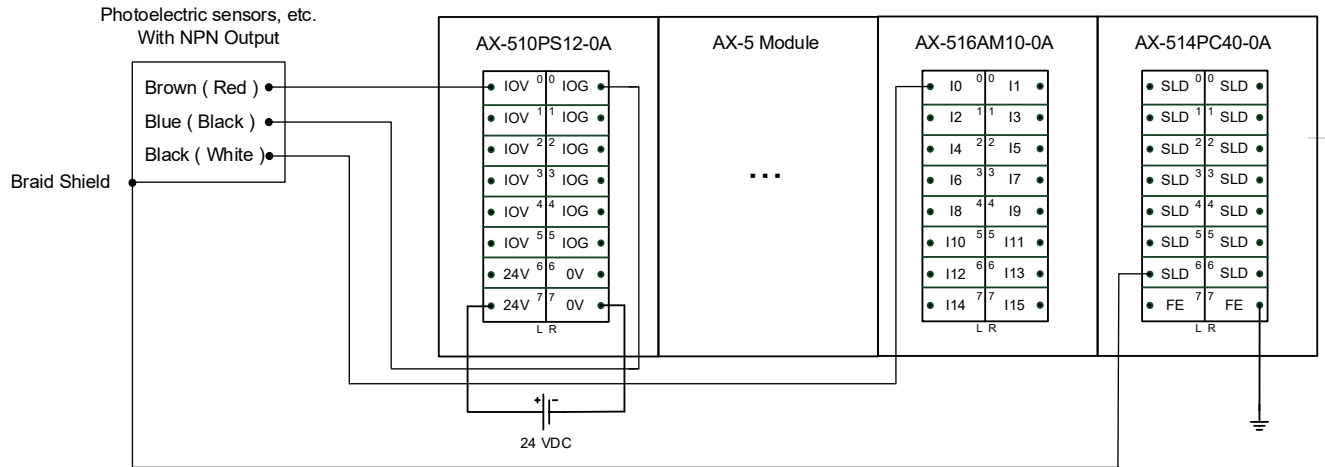 Photoelectric sensors, etc.
With NPN Output
Brown ( Red )
Blue ( Black )
Black ( White )
Braid Shield
AX-510PS12-0A
IOV 0 0 IOG
IOV 1 1 IOG
IOV 2 2 IOG
IOV 3 3 IOG
IOV 4 4 IOG
IOV 5 5 IOG
24V 6 6 0V
24V 7 7 0V
L R
+ -
24 VDC
AX-5 Module
...
AX-516AM10-0A
I0 0 0 I1
I2 1 1 I3
I4 2 2 I5
I6 3 3 I7
I8 4 4 I9
I10 5 5 I11
I12 6 6 I13
I14 7 7 I15
L R
AX-514PC40-0A
SLD 0 0 SLD
SLD 1 1 SLD
SLD 2 2 SLD
SLD 3 3 SLD
SLD 4 4 SLD
SLD 5 5 SLD
SLD 6 6 SLD
FE 7 7 FE
L R